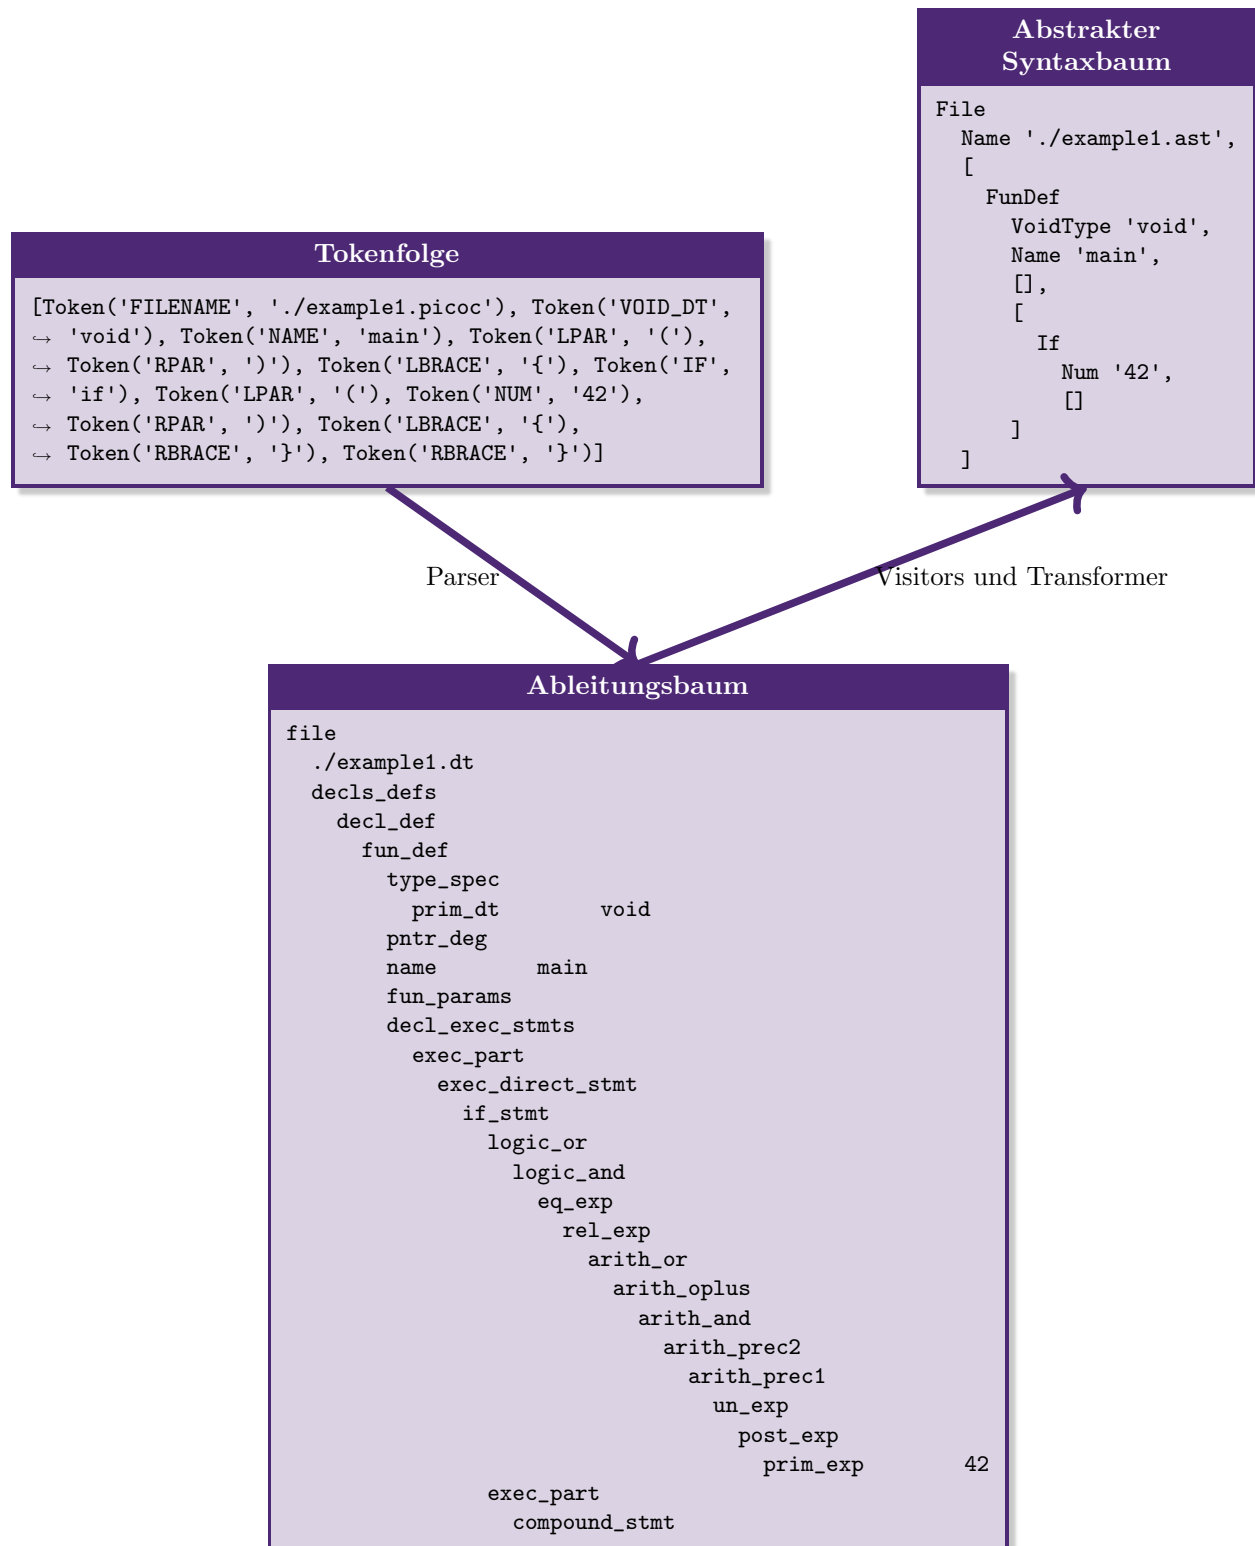 Abstrakter
Syntaxbaum
File
  Name './example1.ast',
  [
    FunDef
      VoidType 'void',
      Name 'main',
      [],
      [
        If
          Num '42',
          []
      ]
  ]
Tokenfolge
[Token('FILENAME', './example1.picoc'), Token('VOID_DT',
↪ 'void'), Token('NAME', 'main'), Token('LPAR', '('),
↪ Token('RPAR', ')'), Token('LBRACE', '{'), Token('IF',
↪ 'if'), Token('LPAR', '('), Token('NUM', '42'),
↪ Token('RPAR', ')'), Token('LBRACE', '{'),
↪ Token('RBRACE', '}'), Token('RBRACE', '}')]
Parser
Visitors und Transformer
Ableitungsbaum
file
  ./example1.dt
  decls_defs
    decl_def
      fun_def
        type_spec
          prim_dt        void
        pntr_deg
        name        main
        fun_params
        decl_exec_stmts
          exec_part
            exec_direct_stmt
              if_stmt
                logic_or
                  logic_and
                    eq_exp
                      rel_exp
                        arith_or
                          arith_oplus
                            arith_and
                              arith_prec2
                                arith_prec1
                                  un_exp
                                    post_exp
                                      prim_exp        42
                exec_part
                  compound_stmt